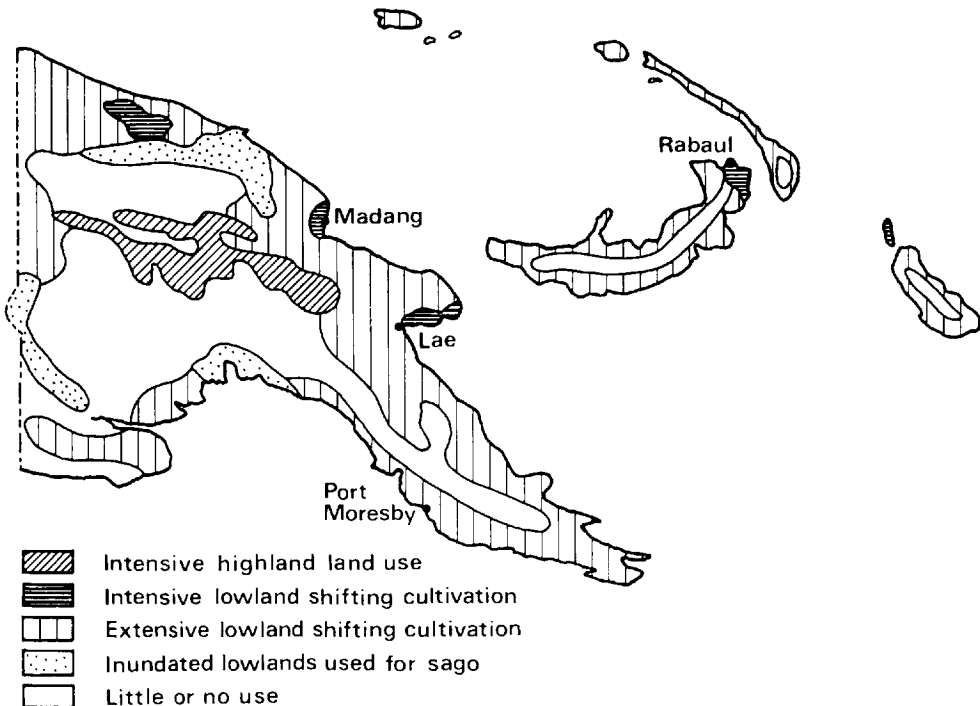 Rabaul
Madang
Lae
Port
Moresby
Intensive highland land use
Intensive lowland shifting cultivation
Extensive lowland shifting cultivation
Inundated lowlands used for sago
Little or no use